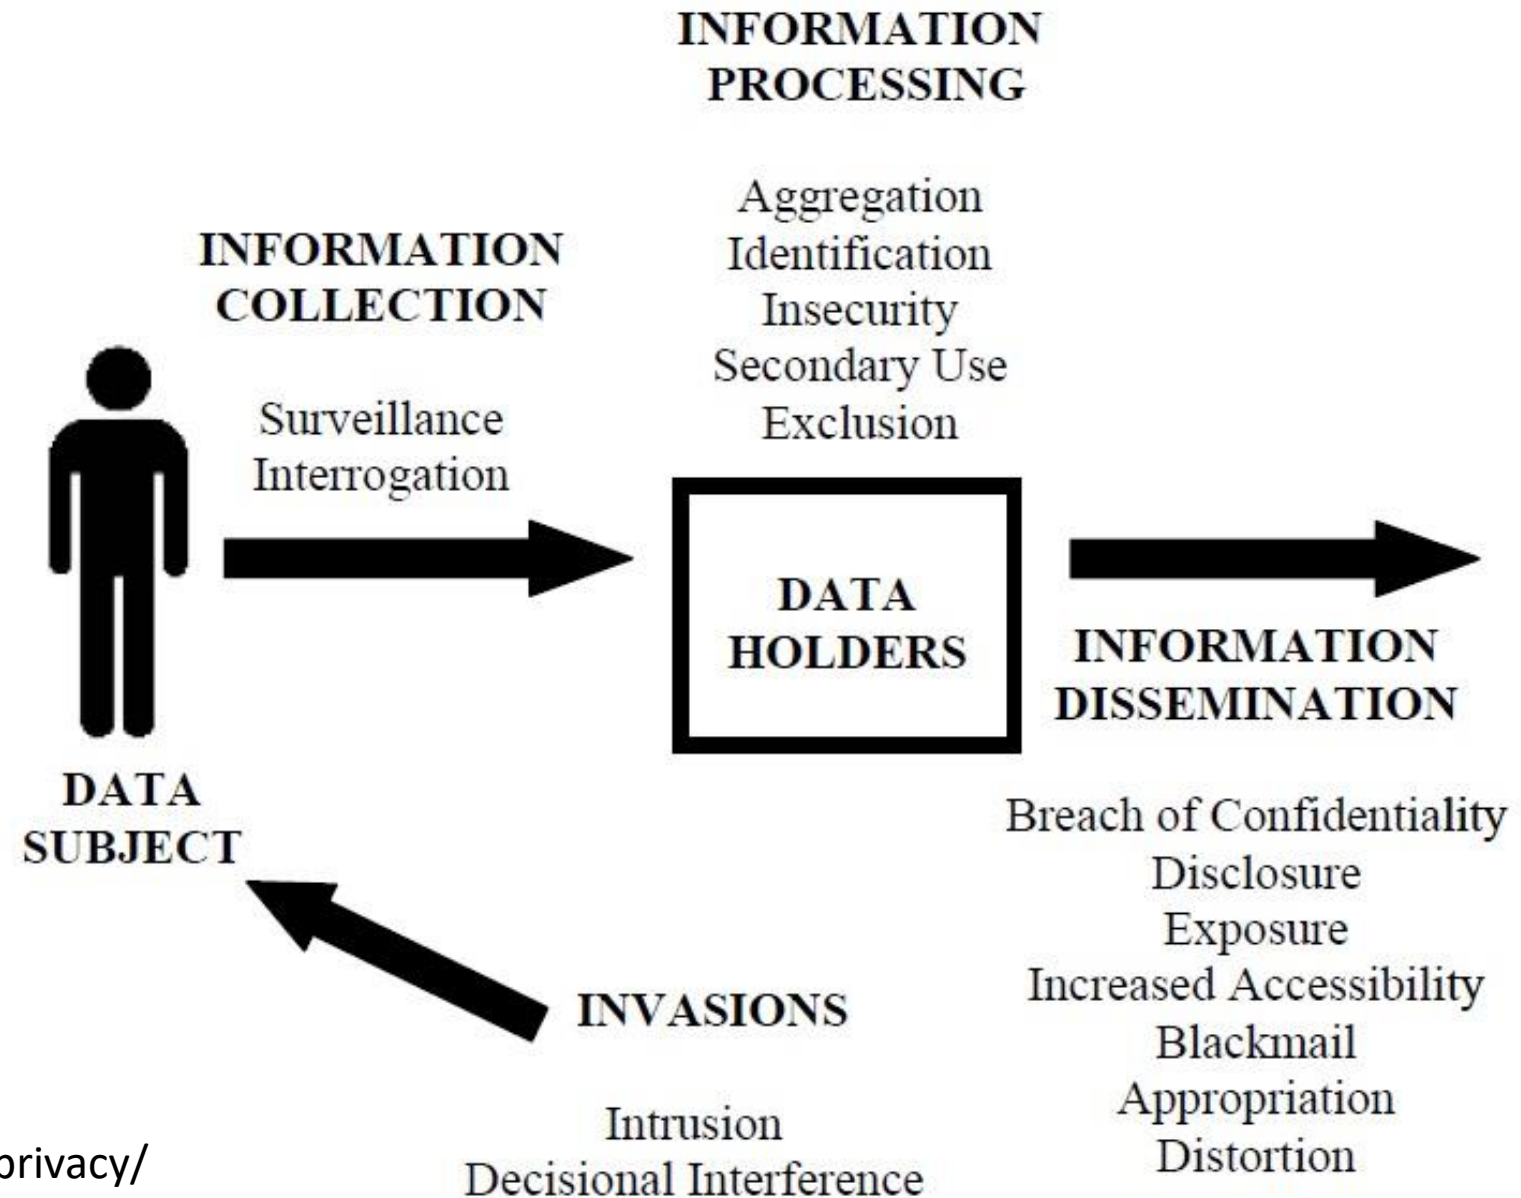 INFORMATION
PROCESSING
Aggregation
Identification
Insecurity
Secondary Use
Exclusion
INFORMATION
COLLECTION
Surveillance
Interrogation
DATA
HOLDERS
INFORMATION
DISSEMINATION
DATA
SUBJECT
Breach of Confidentiality
Disclosure
Exposure
Increased Accessibility
Blackmail
Appropriation
Distortion
INVASIONS
Intrusion
Decisional Interference
privacy/